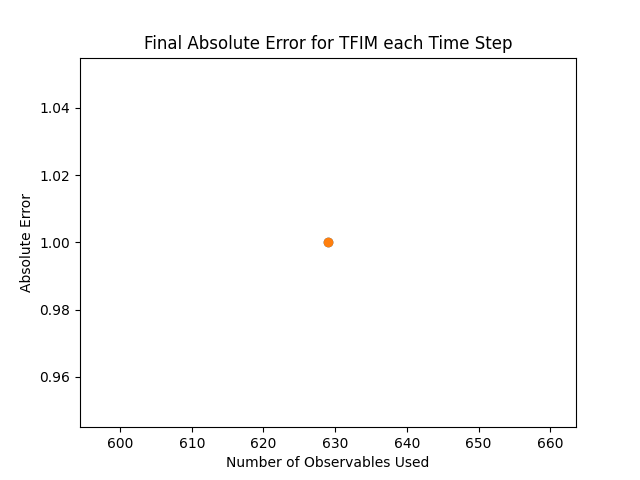 Final Absolute Error for TFIM each Time Step
1.04
1.02
1.00
0.98
0.96
Absolute Error
600 610 620 630 640 650 660
Number of Observables Used